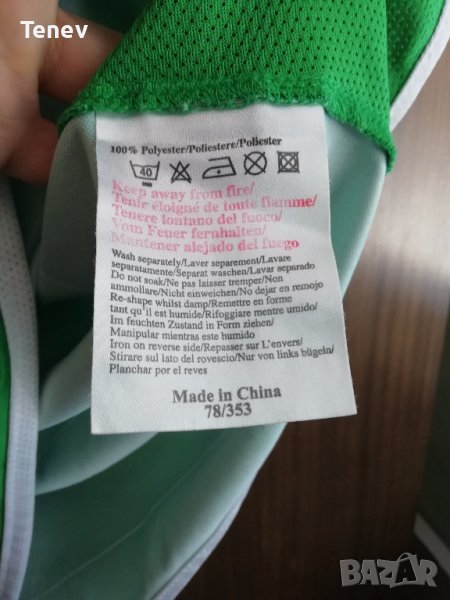 Tenev
100% Polyester/Poliestere/Poliester
40
Keep away from fire/
Tenir éloigné de toute flamme/
Tenere lontano del fuoco/
Vom Feuer fernhalten/
Mantener alejado del fuego
Wash separately/Laver separement/Lavare
separatamente/Separat waschen/Lavar separado
Do not soak/Ne pas laisser tremper/Non
ammollare/Nicht einweichen/No dejar en remojo
Re-shape whilst damp/Remettre en forme
tant qu'il est humide/Rifoggiare mentre umido/
Im feuchten Zustand in Form ziehen/
Manipular mientras este humido
Iron on reverse side/Repasser sur L'envers/
Stirare sul lato del rovescio/Nur von links bügeln/
Planchar por el reves
Made in China
78/353
BAZAR